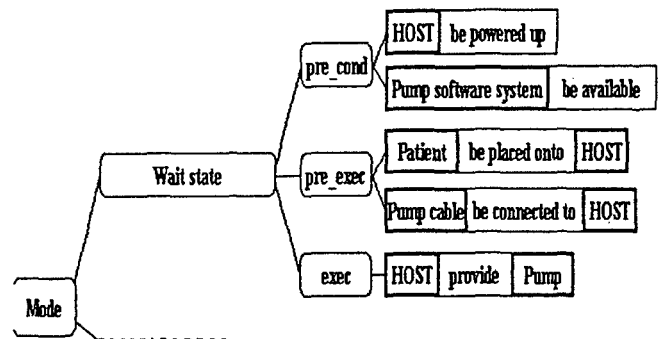 HOST be powered up
pre_cond
Pump software system be available
Patient be placed onto HOST
Wait state
pre_exec
Pump cable be connected to HOST
exec HOST provide Pump
Mode